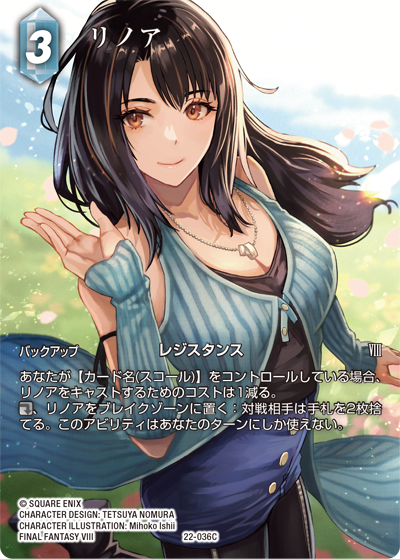 3
リノア
バックアップ
レジスタンス
VIII
あなたが【カード名(スコール)】をコントロールしている場合、
リノアをキャストするためのコストは1減る。
、リノアをブレイクゾーンに置く：対戦相手は手札を2枚捨
てる。このアビリティはあなたのターンにしか使えない。
© SQUARE ENIX
CHARACTER DESIGN: TETSUYA NOMURA
CHARACTER ILLUSTRATION: Mihoko Ishii
FINAL FANTASY VIII
22-036C